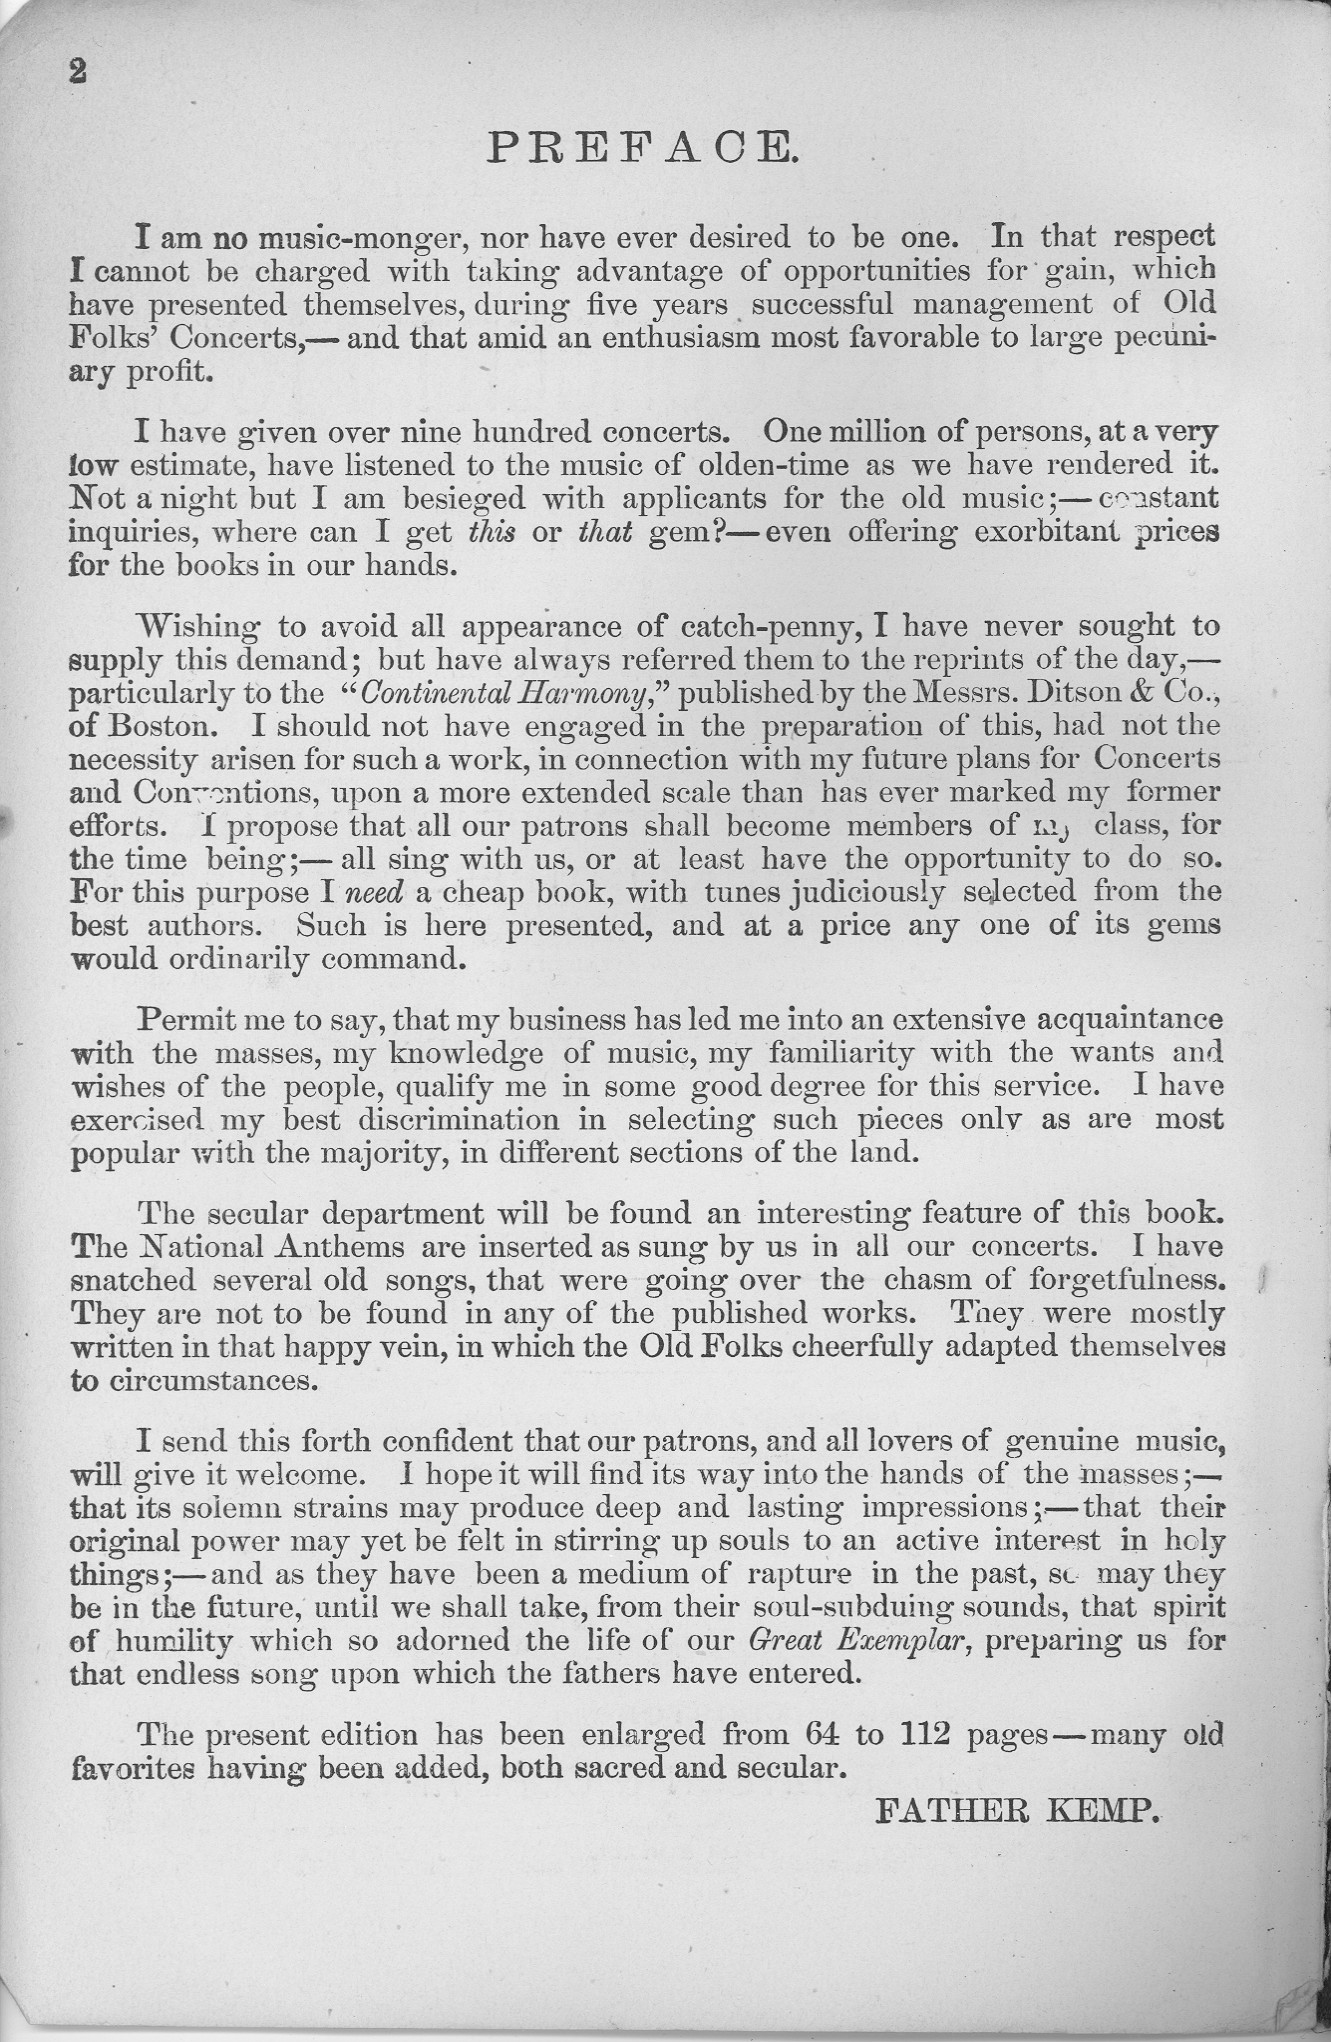 2
PREFACE.
I am no music-monger, nor have ever desired to be one. In that respect
I cannot be charged with taking advantage of opportunities for gain, which
have presented themselves, during five years successful management of Old
Folks' Concerts,— and that amid an enthusiasm most favorable to large pecuni-
ary profit.
I have given over nine hundred concerts. One million of persons, at a very
low estimate, have listened to the music of olden-time as we have rendered it.
Not a night but I am besieged with applicants for the old music;— constant
inquiries, where can I get this or that gem?—even offering exorbitant prices
for the books in our hands.
Wishing to avoid all appearance of catch-penny, I have never sought to
supply this demand; but have always referred them to the reprints of the day,—
particularly to the “Continental Harmony,” published by the Messrs. Ditson & Co.,
of Boston. I should not have engaged in the preparation of this, had not the
necessity arisen for such a work, in connection with my future plans for Concerts
and Conventions, upon a more extended scale than has ever marked my former
efforts. I propose that all our patrons shall become members of my class, for
the time being;— all sing with us, or at least have the opportunity to do so.
For this purpose I need a cheap book, with tunes judiciously selected from the
best authors. Such is here presented, and at a price any one of its gems
would ordinarily command.
Permit me to say, that my business has led me into an extensive acquaintance
with the masses, my knowledge of music, my familiarity with the wants and
wishes of the people, qualify me in some good degree for this service. I have
exercised my best discrimination in selecting such pieces only as are most
popular with the majority, in different sections of the land.
The secular department will be found an interesting feature of this book.
The National Anthems are inserted as sung by us in all our concerts. I have
snatched several old songs, that were going over the chasm of forgetfulness.
They are not to be found in any of the published works. They were mostly
written in that happy vein, in which the Old Folks cheerfully adapted themselves
to circumstances.
I send this forth confident that our patrons, and all lovers of genuine music,
will give it welcome. I hope it will find its way into the hands of the masses;—
that its solemn strains may produce deep and lasting impressions;—that their
original power may yet be felt in stirring up souls to an active interest in holy
things;—and as they have been a medium of rapture in the past, so may they
be in the future, until we shall take, from their soul-subduing sounds, that spirit
of humility which so adorned the life of our Great Exemplar, preparing us for
that endless song upon which the fathers have entered.
The present edition has been enlarged from 64 to 112 pages—many old
favorites having been added, both sacred and secular.
FATHER KEMP.